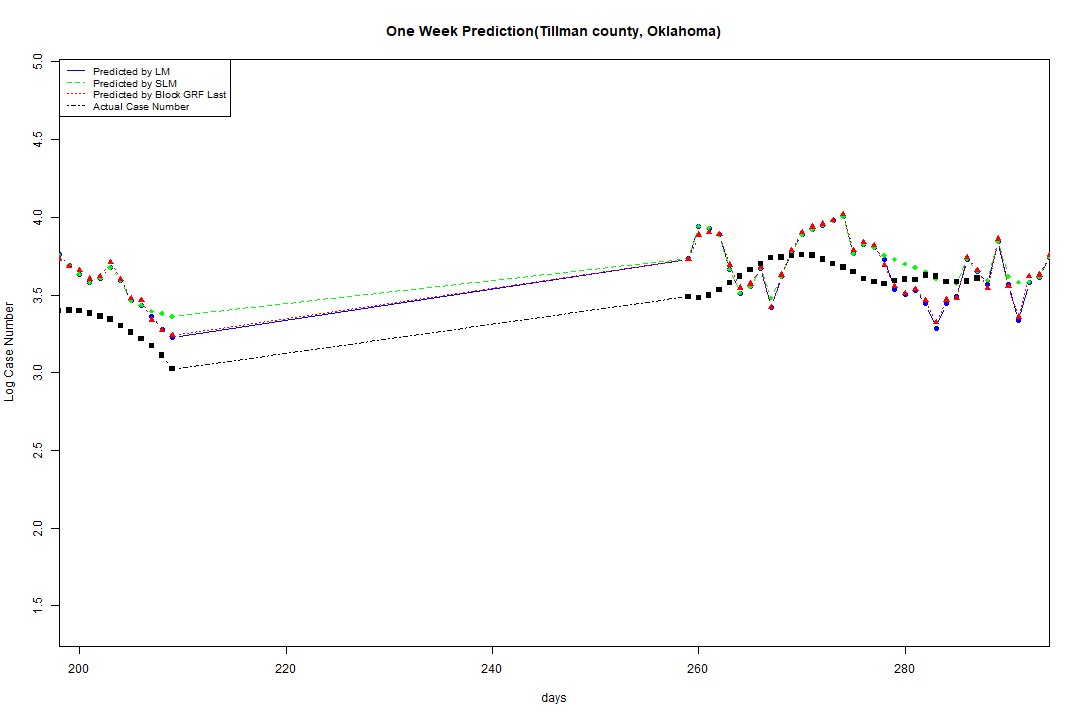 One Week Prediction(Tillman county, Oklahoma)
Predicted by LM
Predicted by SLM
Predicted by Block GRF Last
Actual Case Number
Log Case Number
5.0
4.5
4.0
3.5
3.0
2.5
2.0
1.5
200 220 240 260 280
days